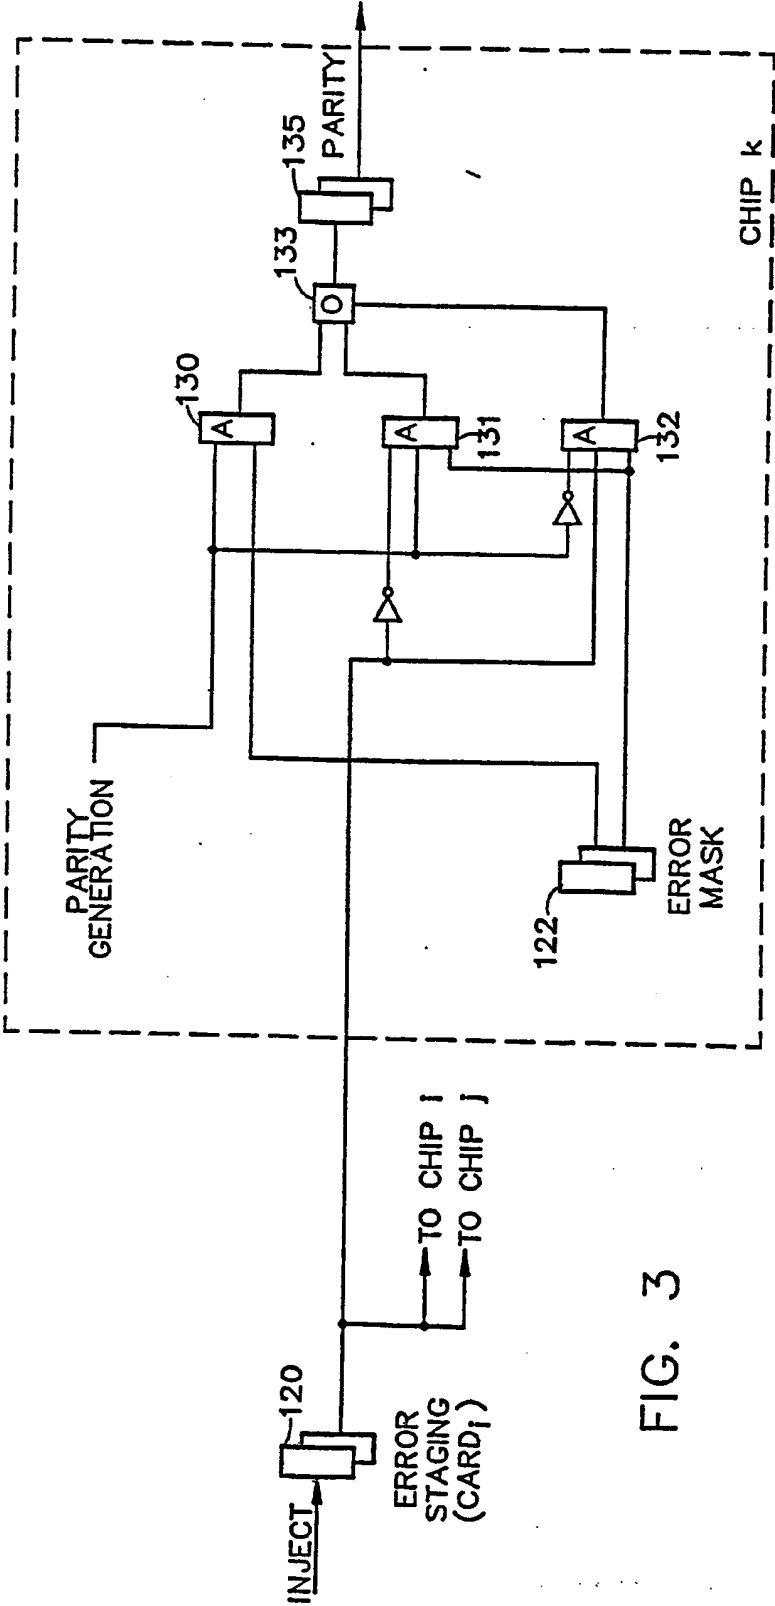 INJECT
120
ERROR
STAGING
(CARDj)
TO CHIP i
TO CHIP j
PARITY
GENERATION
122
ERROR
MASK
130
A
A
131
A
132
133
O
135
PARITY
CHIP k
FIG. 3